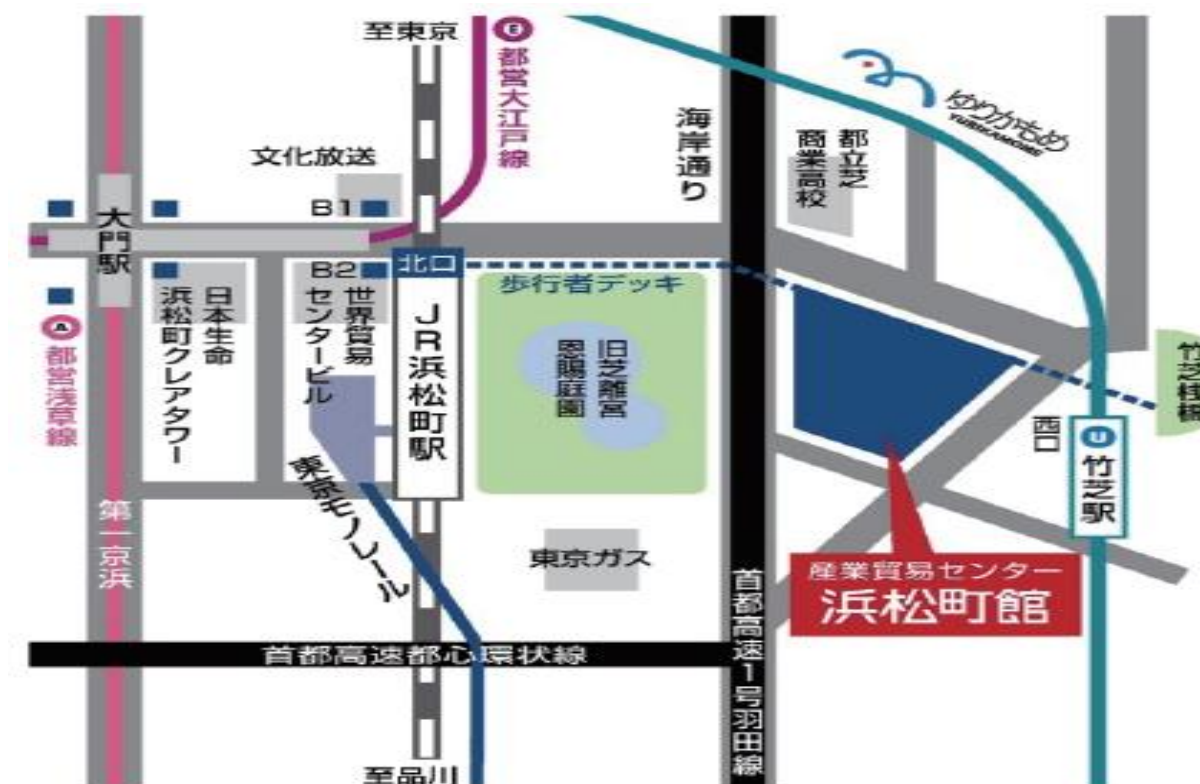 至東京
E
都営大江戸線
ゆりかもめ
YURIKAMOME
海岸通り
都立芝
商業高校
文化放送
B1
大門駅
B2
北口
歩行者デッキ
日本生命
浜松町クレアタワー
世界貿易
センタービル
JR浜松町駅
旧芝離宮
恩賜庭園
A
都営浅草線
竹芝桟橋
西口
U
竹芝駅
東京モノレール
第一京浜
東京ガス
産業貿易センター
浜松町館
首都高速都心環状線
首都高速1号羽田線
至品川